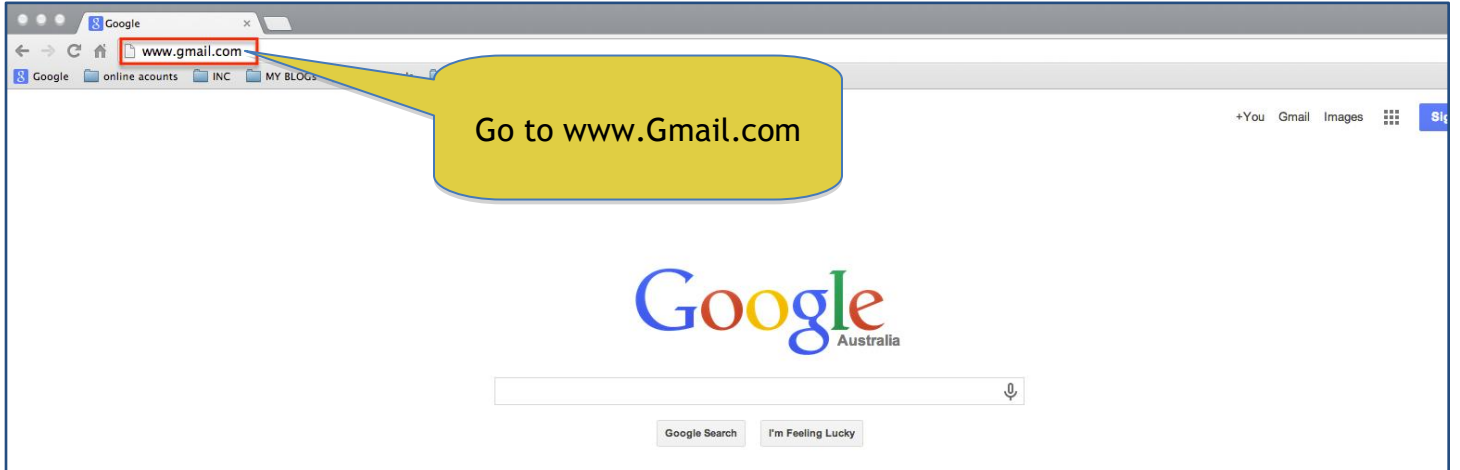 Google
www.gmail.com
Google online acounts INC MY BLOGs
Go to www.Gmail.com
+You Gmail Images
Google
Australia
Google Search I'm Feeling Lucky